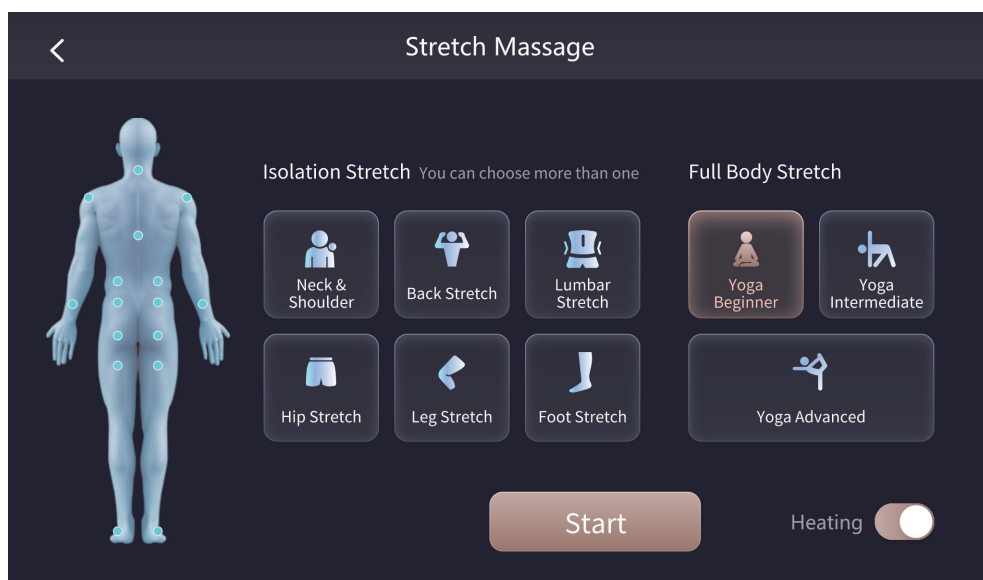 Stretch Massage
Isolation Stretch You can choose more than one
Full Body Stretch
Neck &
Shoulder
Back Stretch
Lumbar
Stretch
Yoga
Beginner
Yoga
Intermediate
Hip Stretch
Leg Stretch
Foot Stretch
Yoga Advanced
Start
Heating